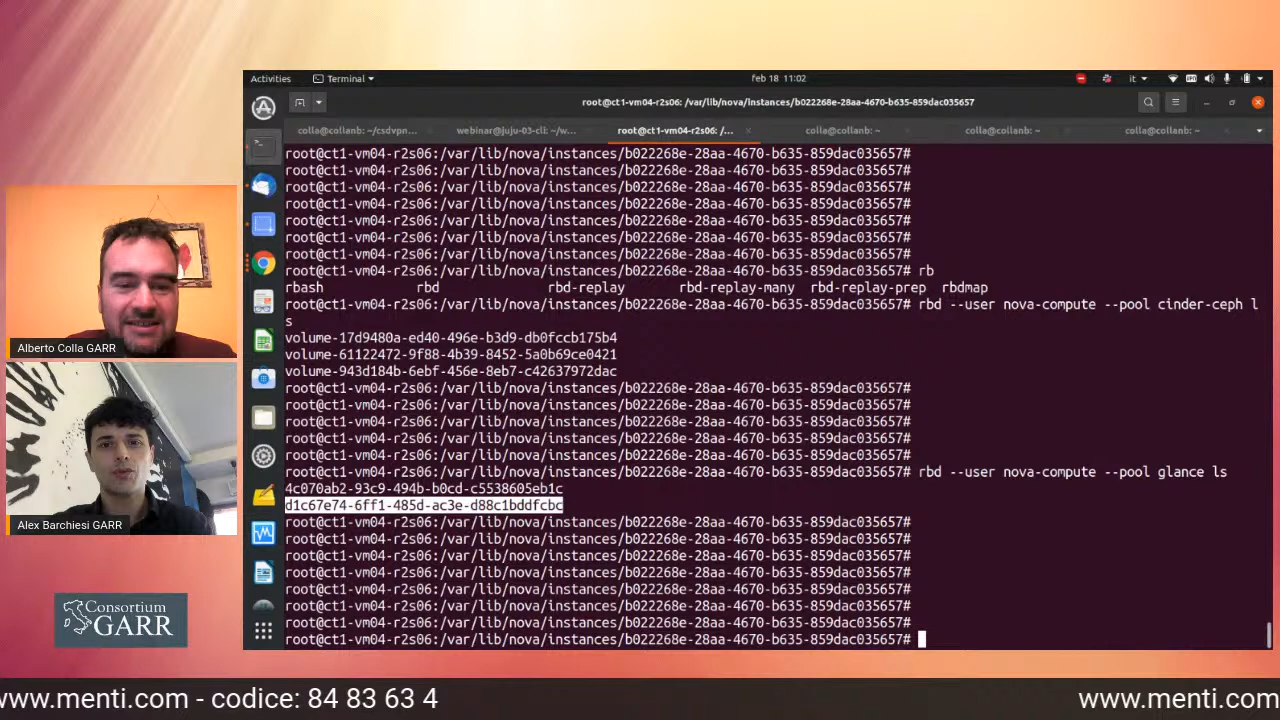 Activities
Terminal
feb 18 11:02
it
root@ct1-vm04-r2s06: /var/lib/nova/instances/b022268e-28aa-4670-b635-859dac035657
colla@collanb: ~/csdvpn...
webinar@juju-03-cli: ~/w...
root@ct1-vm04-r2s06: /...
colla@collanb: ~
colla@collanb: ~
colla@collanb: ~
root@ct1-vm04-r2s06:/var/lib/nova/instances/b022268e-28aa-4670-b635-859dac035657#
root@ct1-vm04-r2s06:/var/lib/nova/instances/b022268e-28aa-4670-b635-859dac035657#
root@ct1-vm04-r2s06:/var/lib/nova/instances/b022268e-28aa-4670-b635-859dac035657#
root@ct1-vm04-r2s06:/var/lib/nova/instances/b022268e-28aa-4670-b635-859dac035657#
root@ct1-vm04-r2s06:/var/lib/nova/instances/b022268e-28aa-4670-b635-859dac035657#
root@ct1-vm04-r2s06:/var/lib/nova/instances/b022268e-28aa-4670-b635-859dac035657#
root@ct1-vm04-r2s06:/var/lib/nova/instances/b022268e-28aa-4670-b635-859dac035657#
root@ct1-vm04-r2s06:/var/lib/nova/instances/b022268e-28aa-4670-b635-859dac035657# rb
rbash rbd rbd-replay rbd-replay-many rbd-replay-prep rbdmap
root@ct1-vm04-r2s06:/var/lib/nova/instances/b022268e-28aa-4670-b635-859dac035657# rbd --user nova-compute --pool cinder-ceph l
s
volume-17d9480a-ed40-496e-b3d9-db0fccb175b4
volume-61122472-9f88-4b39-8452-5a0b69ce0421
volume-943d184b-6ebf-456e-8eb7-c42637972dac
root@ct1-vm04-r2s06:/var/lib/nova/instances/b022268e-28aa-4670-b635-859dac035657#
root@ct1-vm04-r2s06:/var/lib/nova/instances/b022268e-28aa-4670-b635-859dac035657#
root@ct1-vm04-r2s06:/var/lib/nova/instances/b022268e-28aa-4670-b635-859dac035657#
root@ct1-vm04-r2s06:/var/lib/nova/instances/b022268e-28aa-4670-b635-859dac035657#
root@ct1-vm04-r2s06:/var/lib/nova/instances/b022268e-28aa-4670-b635-859dac035657#
root@ct1-vm04-r2s06:/var/lib/nova/instances/b022268e-28aa-4670-b635-859dac035657# rbd --user nova-compute --pool glance ls
4c070ab2-93c9-494b-b0cd-c5538605eb1c
d1c67e74-6ff1-485d-ac3e-d88c1bddfcbc
root@ct1-vm04-r2s06:/var/lib/nova/instances/b022268e-28aa-4670-b635-859dac035657#
root@ct1-vm04-r2s06:/var/lib/nova/instances/b022268e-28aa-4670-b635-859dac035657#
root@ct1-vm04-r2s06:/var/lib/nova/instances/b022268e-28aa-4670-b635-859dac035657#
root@ct1-vm04-r2s06:/var/lib/nova/instances/b022268e-28aa-4670-b635-859dac035657#
root@ct1-vm04-r2s06:/var/lib/nova/instances/b022268e-28aa-4670-b635-859dac035657#
root@ct1-vm04-r2s06:/var/lib/nova/instances/b022268e-28aa-4670-b635-859dac035657#
root@ct1-vm04-r2s06:/var/lib/nova/instances/b022268e-28aa-4670-b635-859dac035657#
root@ct1-vm04-r2s06:/var/lib/nova/instances/b022268e-28aa-4670-b635-859dac035657#
Alberto Colla GARR
Alex Barchiesi GARR
Consortium
GARR
www.menti.com - codice: 84 83 63 4
www.menti.com